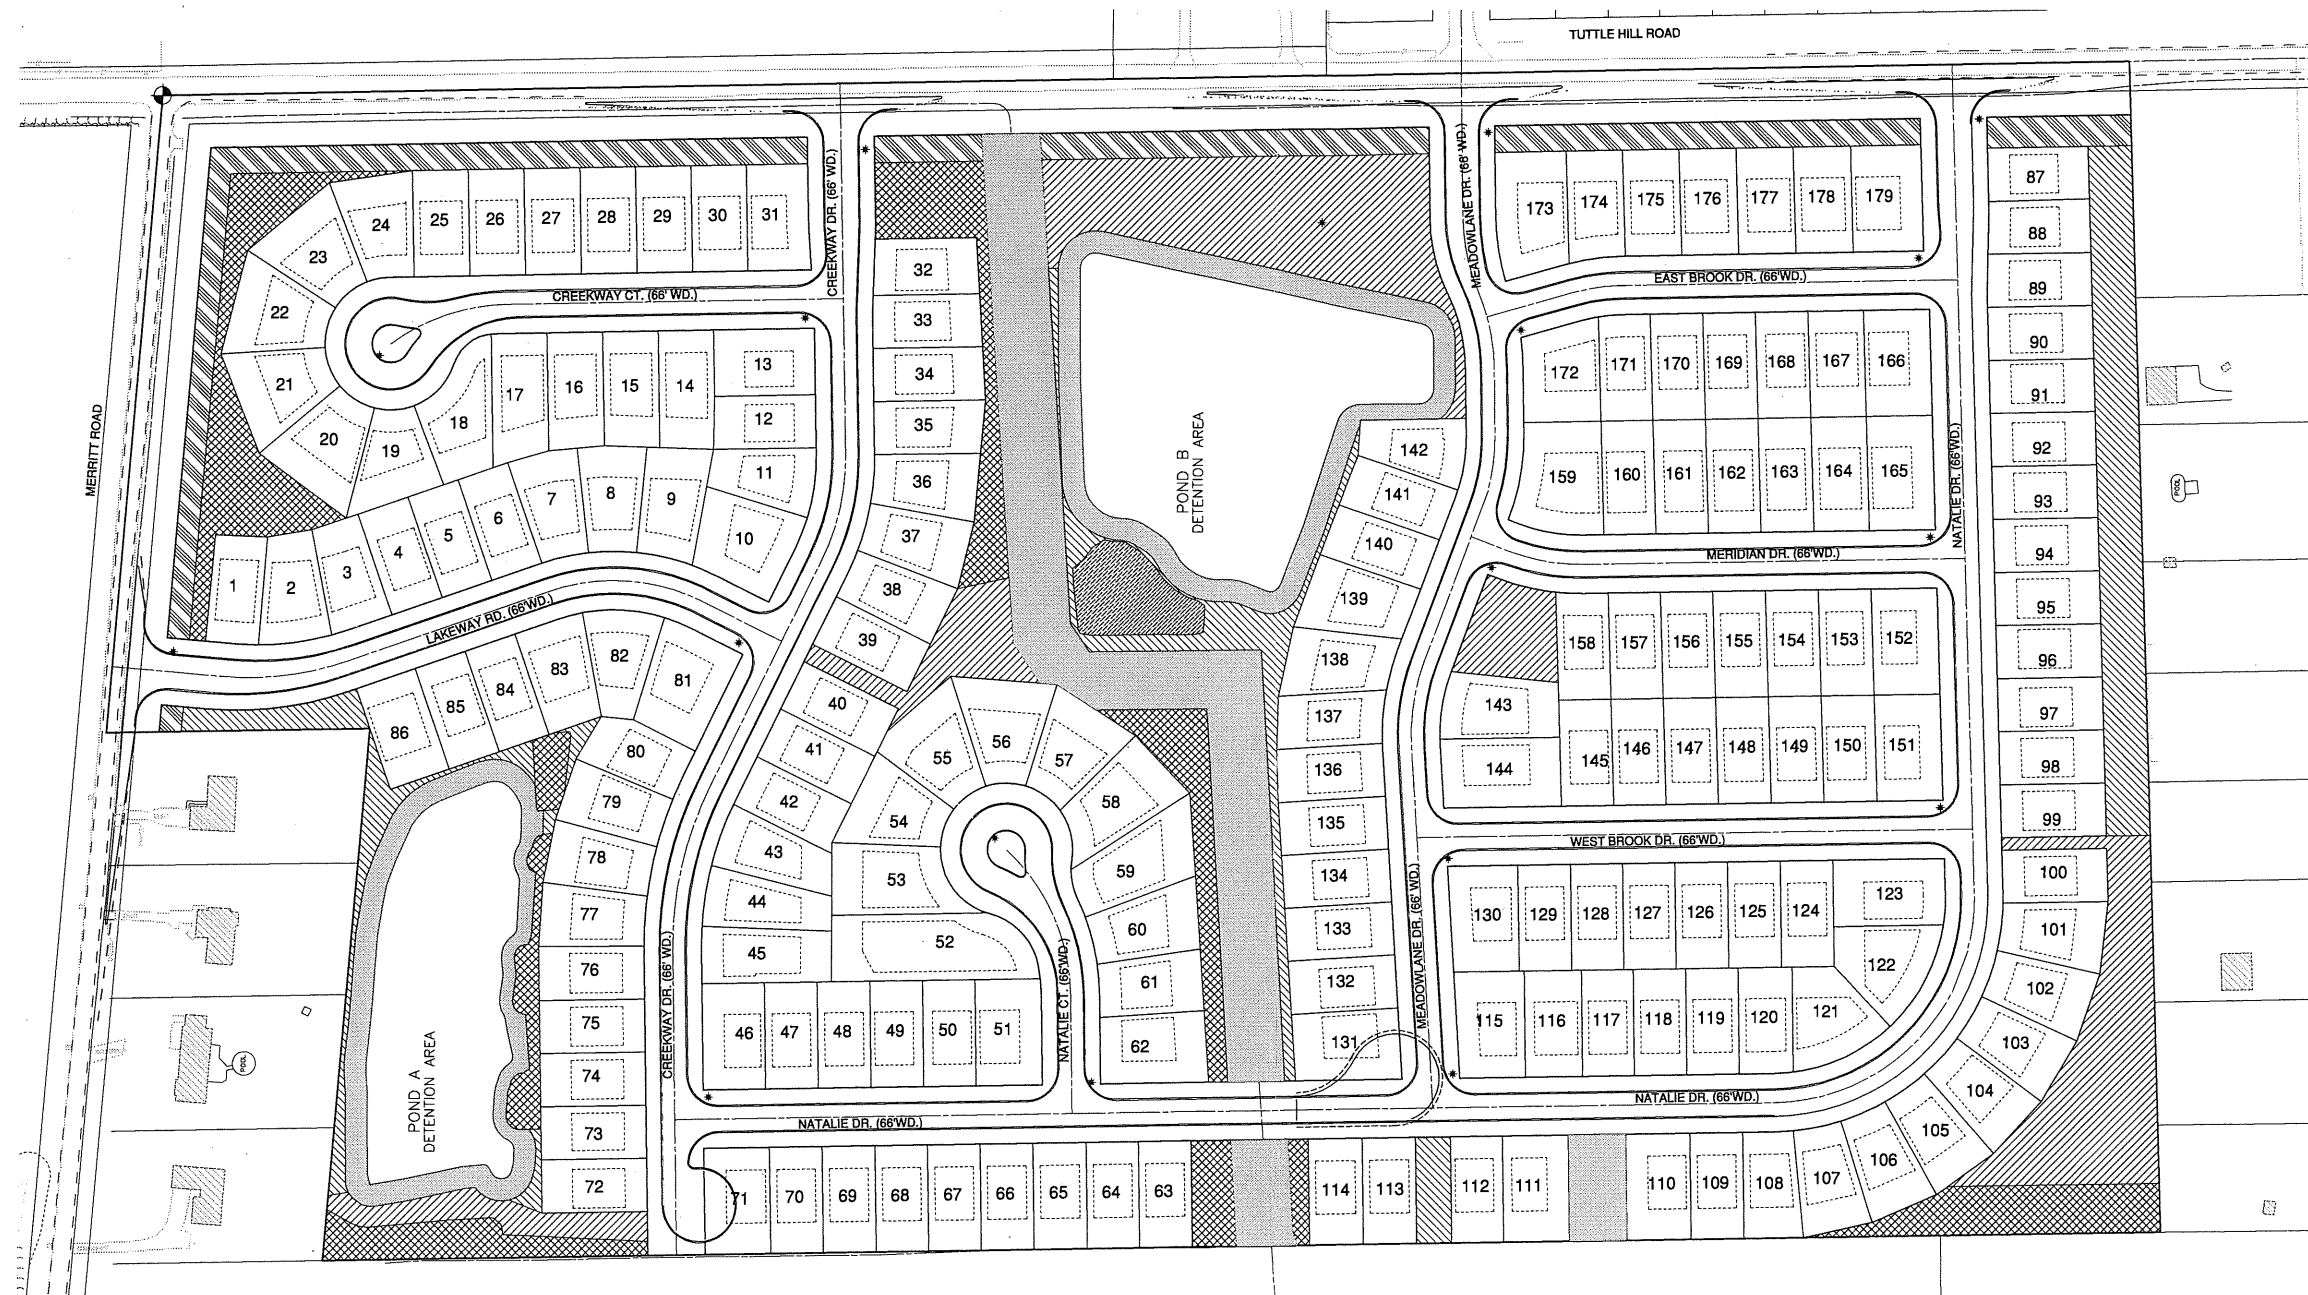 TUTTLE HILL ROAD
MERRITT ROAD
CREEKWAY DR. (66' WD.)
MEADOWLANE DR. (66' WD.)
24 25 26 27 28 29 30 31
173 174 175 176 177 178 179
23
22
21
20
19
18
17 16 15 14
13
12
11
10
CREEKWAY CT. (66' WD.)
EAST BROOK DR. (66'WD.)
32
33
34
35
36
37
38
39
87
88
89
90
91
92
93
94
95
96
97
98
99
172 171 170 169 168 167 166
159 160 161 162 163 164 165
NATALIE DR. (66'WD.)
POOL
POND B
DETENTION AREA
142
141
140
139
138
137
136
135
134
133
132
131
1 2 3 4 5 6 7 8 9
LAKEWAY RD. (66'WD.)
MERIDIAN DR. (66'WD.)
158 157 156 155 154 153 152
143
144
145 146 147 148 149 150 151
86 85 84 83 82 81
80
79
78
77
76
75
74
73
72
40
41
42
43
44
45
53 54 55 56 57 58
59
60
61
62
52
46 47 48 49 50 51
WEST BROOK DR. (66'WD.)
130 129 128 127 126 125 124
123
122
115 116 117 118 119 120 121
100
101
102
103
104
105
106
107
CREEKWAY DR. (66' WD.)
NATALIE CT. (66'WD.)
MEADOWLANE DR. (66' WD.)
POND A
DETENTION AREA
POOL
NATALIE DR. (66'WD.)
NATALIE DR. (66'WD.)
71 70 69 68 67 66 65 64 63
114 113 112 111 110 109 108